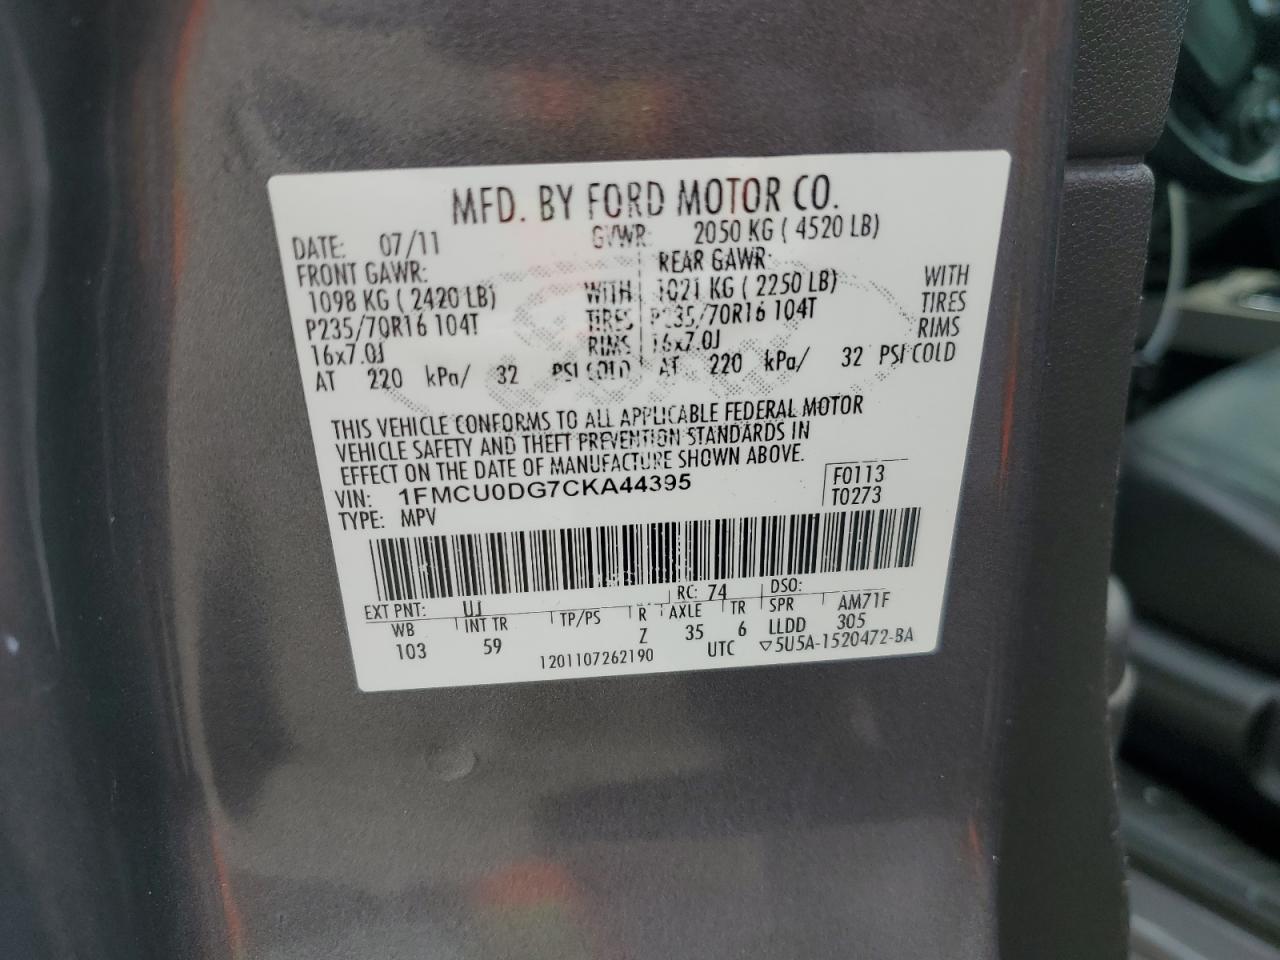 MFD. BY FORD MOTOR CO.
DATE: 07/11 GVWR: 2050 KG ( 4520 LB)
FRONT GAWR: REAR GAWR:
1098 KG ( 2420 LB) WITH 1021 KG ( 2250 LB) WITH
P235/70R16 104T TIRES P235/70R16 104T TIRES
16x7.0J RIMS 16x7.0J RIMS
AT 220 kPa/ 32 PSI COLD AT 220 kPa/ 32 PSI COLD
THIS VEHICLE CONFORMS TO ALL APPLICABLE FEDERAL MOTOR
VEHICLE SAFETY AND THEFT PREVENTION STANDARDS IN
EFFECT ON THE DATE OF MANUFACTURE SHOWN ABOVE.
VIN: 1FMCU0DG7CKA44395 F0113
TYPE: MPV T0273
EXT PNT: UJ RC: 74 DSO:
WB INT TR TP/PS R AXLE TR SPR AM71F
103 59 Z 35 6 LLDD 305
1201107262190 UTC ▽5U5A-1520472-BA